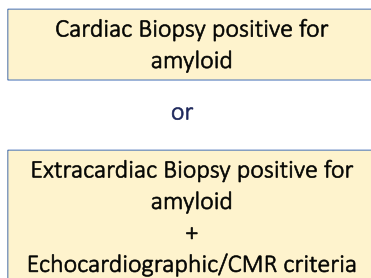 Cardiac Biopsy positive for
amyloid
or
Extracardiac Biopsy positive for
amyloid
+
Echocardiographic/CMR criteria